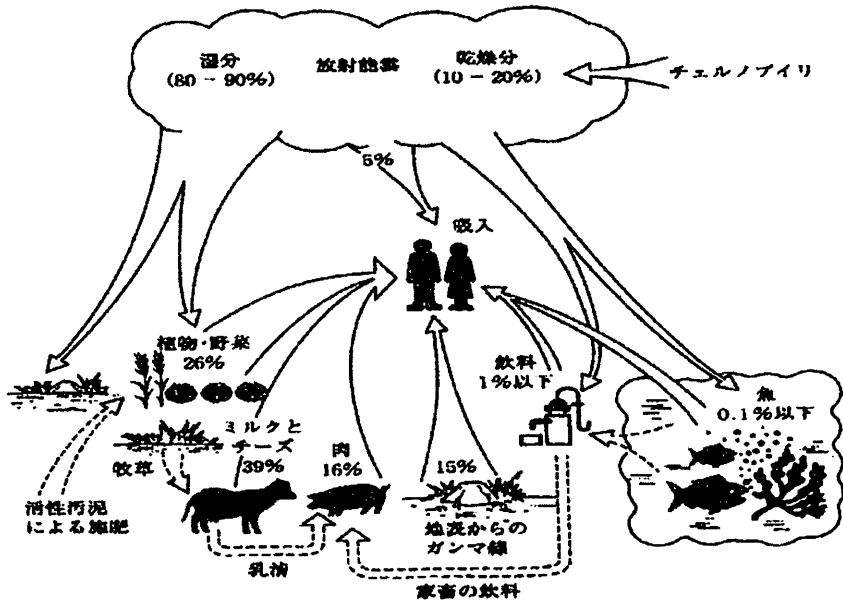 湿分
(80-90%)
放射能雲
乾燥分
(10-20%)
チェルノブイリ
5%
吸入
植物・野菜
26%
飲料
1%以下
魚
0.1%以下
ミルクと
チーズ
39%
肉
16%
15%
牧草
地表からの
ガンマ線
活性汚泥
による施肥
乳清
家畜の飲料